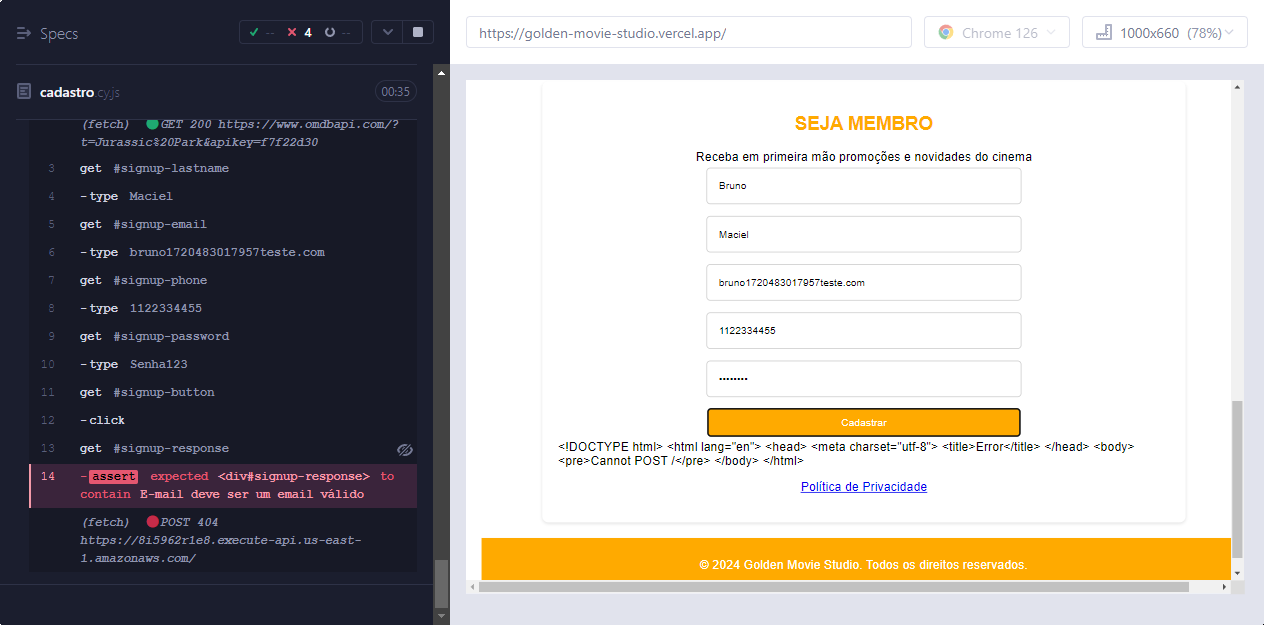 Specs
-- 4 --
https://golden-movie-studio.vercel.app/
Chrome 126
1000x660 (78%)
cadastro.cy.js
00:35
(fetch) GET 200 https://www.omdbapi.com/?
t=Jurassic%20Park&apikey=f7f22d30
3 get #signup-lastname
4 -type Maciel
5 get #signup-email
6 -type bruno1720483017957teste.com
7 get #signup-phone
8 -type 1122334455
9 get #signup-password
10 -type Senha123
11 get #signup-button
12 -click
13 get #signup-response
14 -assert expected <div#signup-response> to
contain E-mail deve ser um email válido
(fetch) POST 404
https://8i5962r1e8.execute-api.us-east-
1.amazonaws.com/
SEJA MEMBRO
Receba em primeira mão promoções e novidades do cinema
Bruno
Maciel
bruno1720483017957teste.com
1122334455
••••••••
Cadastrar
<!DOCTYPE html> <html lang="en"> <head> <meta charset="utf-8"> <title>Error</title> </head> <body>
<pre>Cannot POST /</pre> </body> </html>
Política de Privacidade
© 2024 Golden Movie Studio. Todos os direitos reservados.